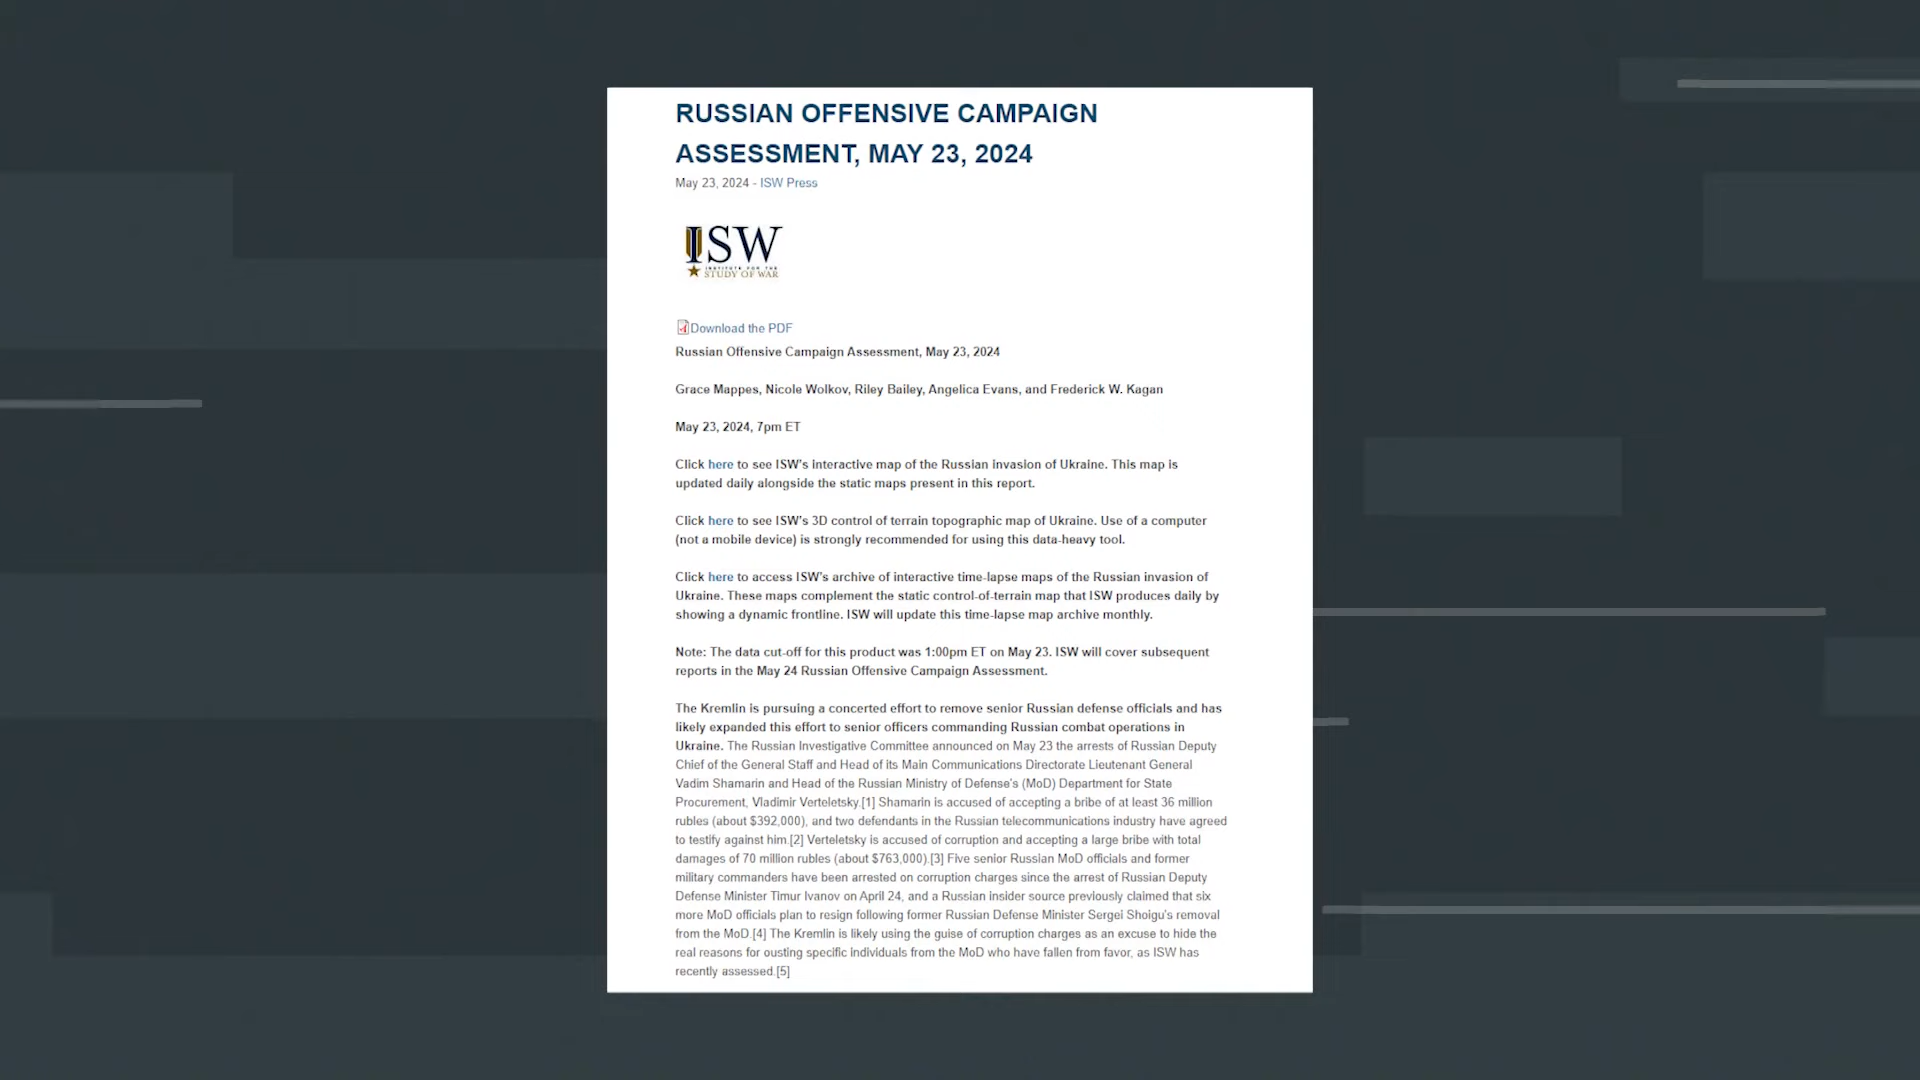 RUSSIAN OFFENSIVE CAMPAIGN
ASSESSMENT, MAY 23, 2024
May 23, 2024 - ISW Press
ISW
INSTITUTE FOR THE
STUDY OF WAR
Download the PDF
Russian Offensive Campaign Assessment, May 23, 2024
Grace Mappes, Nicole Wolkov, Riley Bailey, Angelica Evans, and Frederick W. Kagan
May 23, 2024, 7pm ET
Click here to see ISW's interactive map of the Russian invasion of Ukraine. This map is
updated daily alongside the static maps present in this report.
Click here to see ISW's 3D control of terrain topographic map of Ukraine. Use of a computer
(not a mobile device) is strongly recommended for using this data-heavy tool.
Click here to access ISW's archive of interactive time-lapse maps of the Russian invasion of
Ukraine. These maps complement the static control-of-terrain map that ISW produces daily by
showing a dynamic frontline. ISW will update this time-lapse map archive monthly.
Note: The data cut-off for this product was 1:00pm ET on May 23. ISW will cover subsequent
reports in the May 24 Russian Offensive Campaign Assessment.
The Kremlin is pursuing a concerted effort to remove senior Russian defense officials and has
likely expanded this effort to senior officers commanding Russian combat operations in
Ukraine. The Russian Investigative Committee announced on May 23 the arrests of Russian Deputy
Chief of the General Staff and Head of its Main Communications Directorate Lieutenant General
Vadim Shamarin and Head of the Russian Ministry of Defense's (MoD) Department for State
Procurement, Vladimir Verteletsky.[1] Shamarin is accused of accepting a bribe of at least 36 million
rubles (about $392,000), and two defendants in the Russian telecommunications industry have agreed
to testify against him.[2] Verteletsky is accused of corruption and accepting a large bribe with total
damages of 70 million rubles (about $763,000).[3] Five senior Russian MoD officials and former
military commanders have been arrested on corruption charges since the arrest of Russian Deputy
Defense Minister Timur Ivanov on April 24, and a Russian insider source previously claimed that six
more MoD officials plan to resign following former Russian Defense Minister Sergei Shoigu's removal
from the MoD.[4] The Kremlin is likely using the guise of corruption charges as an excuse to hide the
real reasons for ousting specific individuals from the MoD who have fallen from favor, as ISW has
recently assessed.[5]